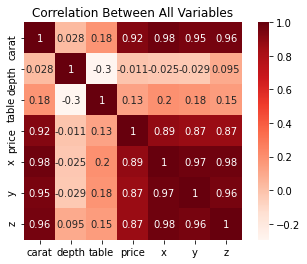 Correlation Between All Variables
carat 1 0.028 0.18 0.92 0.98 0.95 0.96
depth 0.028 1 -0.3 -0.011 -0.025 -0.029 0.095
table 0.18 -0.3 1 0.13 0.2 0.18 0.15
price 0.92 -0.011 0.13 1 0.89 0.87 0.87
x 0.98 -0.025 0.2 0.89 1 0.97 0.98
y 0.95 -0.029 0.18 0.87 0.97 1 0.96
z 0.96 0.095 0.15 0.87 0.98 0.96 1
carat depth table price x y z
1.0
0.8
0.6
0.4
0.2
0.0
-0.2